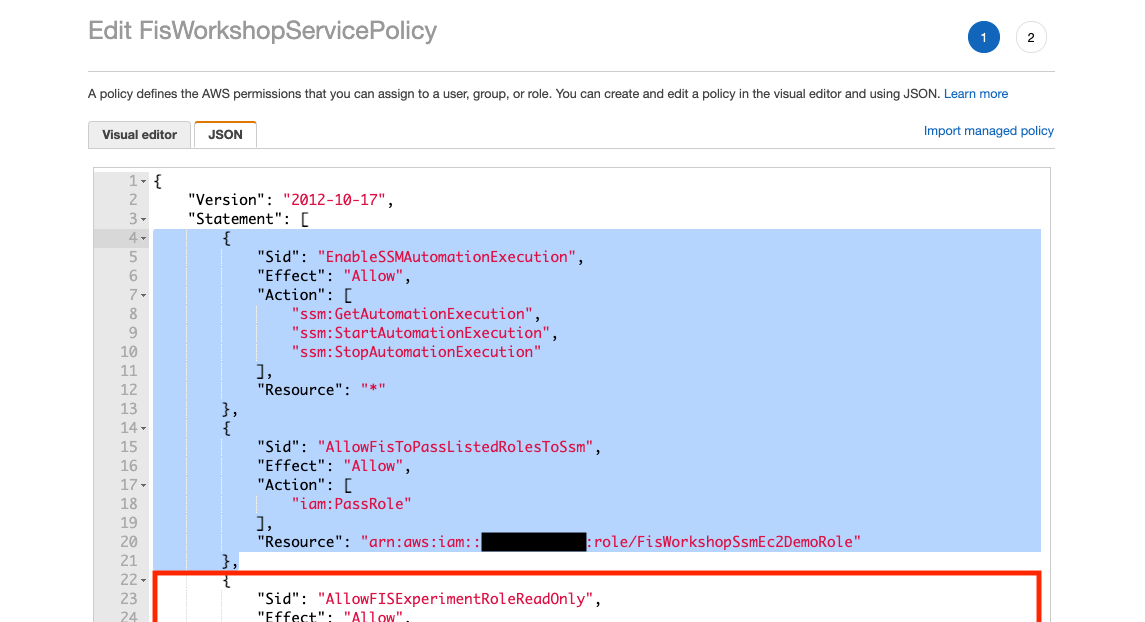 Edit FisWorkshopServicePolicy
1
2
A policy defines the AWS permissions that you can assign to a user, group, or role. You can create and edit a policy in the visual editor and using JSON. Learn more
Visual editor
JSON
Import managed policy
1 {
2 "Version": "2012-10-17",
3 "Statement": [
4 {
5 "Sid": "EnableSSMAutomationExecution",
6 "Effect": "Allow",
7 "Action": [
8 "ssm:GetAutomationExecution",
9 "ssm:StartAutomationExecution",
10 "ssm:StopAutomationExecution"
11 ],
12 "Resource": "*"
13 },
14 {
15 "Sid": "AllowFisToPassListedRolesToSsm",
16 "Effect": "Allow",
17 "Action": [
18 "iam:PassRole"
19 ],
20 "Resource": "arn:aws:iam:: :role/FisWorkshopSsmEc2DemoRole"
21 },
22 {
23 "Sid": "AllowFISExperimentRoleReadOnly",
24 "Effect": "Allow",